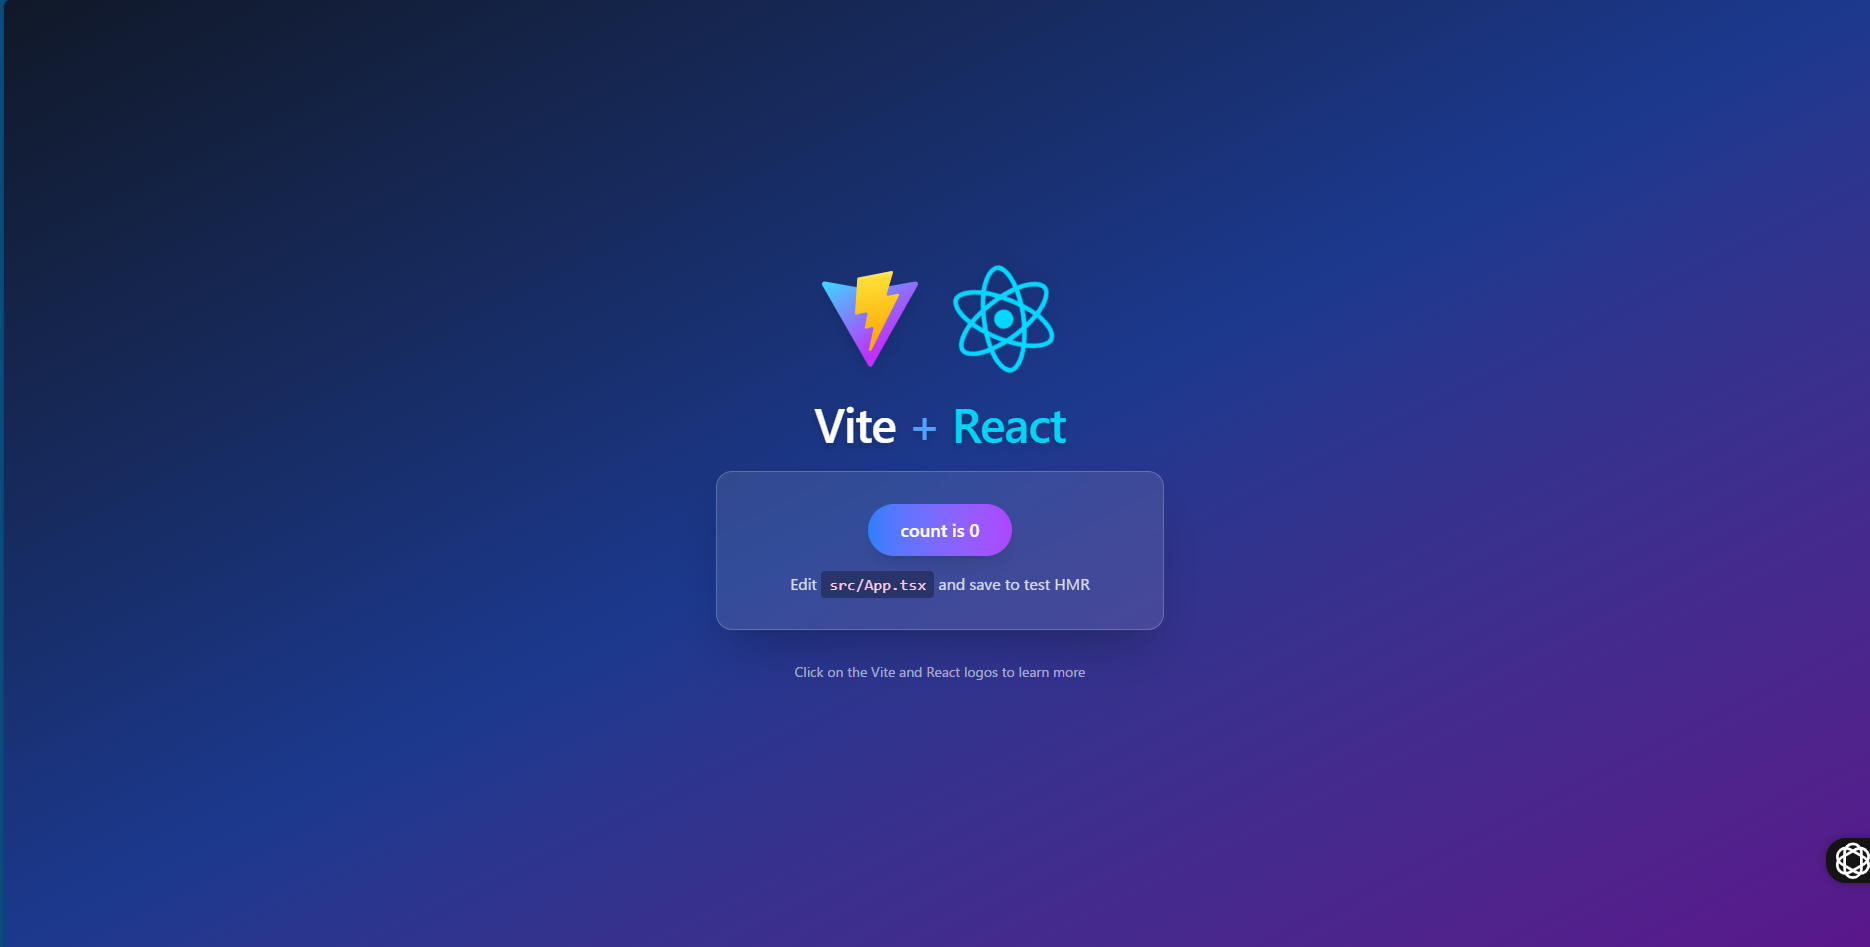 Vite + React
count is 0
Edit src/App.tsx and save to test HMR
Click on the Vite and React logos to learn more